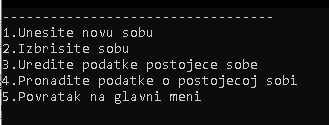 --------------------------------
1.Unesite novu sobu
2.Izbrisite sobu
3.Uredite podatke postojece sobe
4.Pronadite podatke o postojecoj sobi
5.Povratak na glavni meni